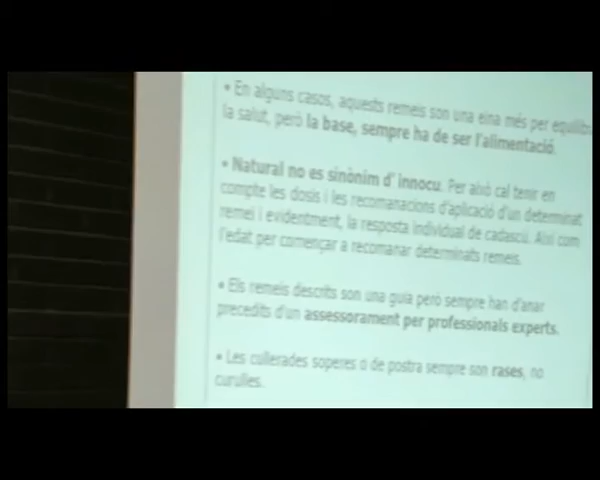 • En alguns casos, aquests remeis son una eina més per equilibra
la salut, però la base, sempre ha de ser l'alimentació.
• Natural no es sinònim d' innocu. Per això cal tenir en
compte les dosis i les recomanacions d'aplicació d'un determinat
remei i evidentment, la resposta individual de cadascú. Així com
l'edat per començar a recomanar determinats remeis.
• Els remeis descrits son una guia però sempre han d'anar
precedits d'un assessorament per professionals experts.
• Les cullerades soperes o de postra sempre son rases, no
curulles.